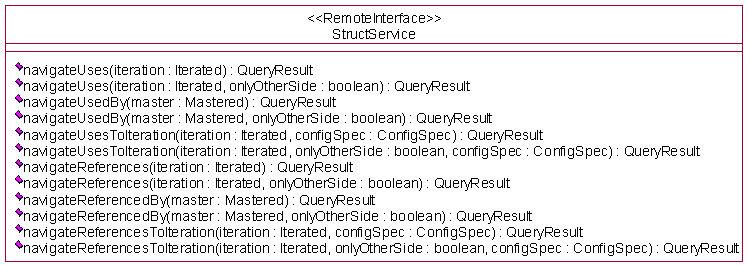 <<RemoteInterface>>
StructService
navigateUses(iteration : Iterated) : QueryResult
navigateUses(iteration : Iterated, onlyOtherSide : boolean) : QueryResult
navigateUsedBy(master : Mastered) : QueryResult
navigateUsedBy(master : Mastered, onlyOtherSide : boolean) : QueryResult
navigateUsesToIteration(iteration : Iterated, configSpec : ConfigSpec) : QueryResult
navigateUsesToIteration(iteration : Iterated, onlyOtherSide : boolean, configSpec : ConfigSpec) : QueryResult
navigateReferences(iteration : Iterated) : QueryResult
navigateReferences(iteration : Iterated, onlyOtherSide : boolean) : QueryResult
navigateReferencedBy(master : Mastered) : QueryResult
navigateReferencedBy(master : Mastered, onlyOtherSide : boolean) : QueryResult
navigateReferencesToIteration(iteration : Iterated, configSpec : ConfigSpec) : QueryResult
navigateReferencesToIteration(iteration : Iterated, onlyOtherSide : boolean, configSpec : ConfigSpec) : QueryResult